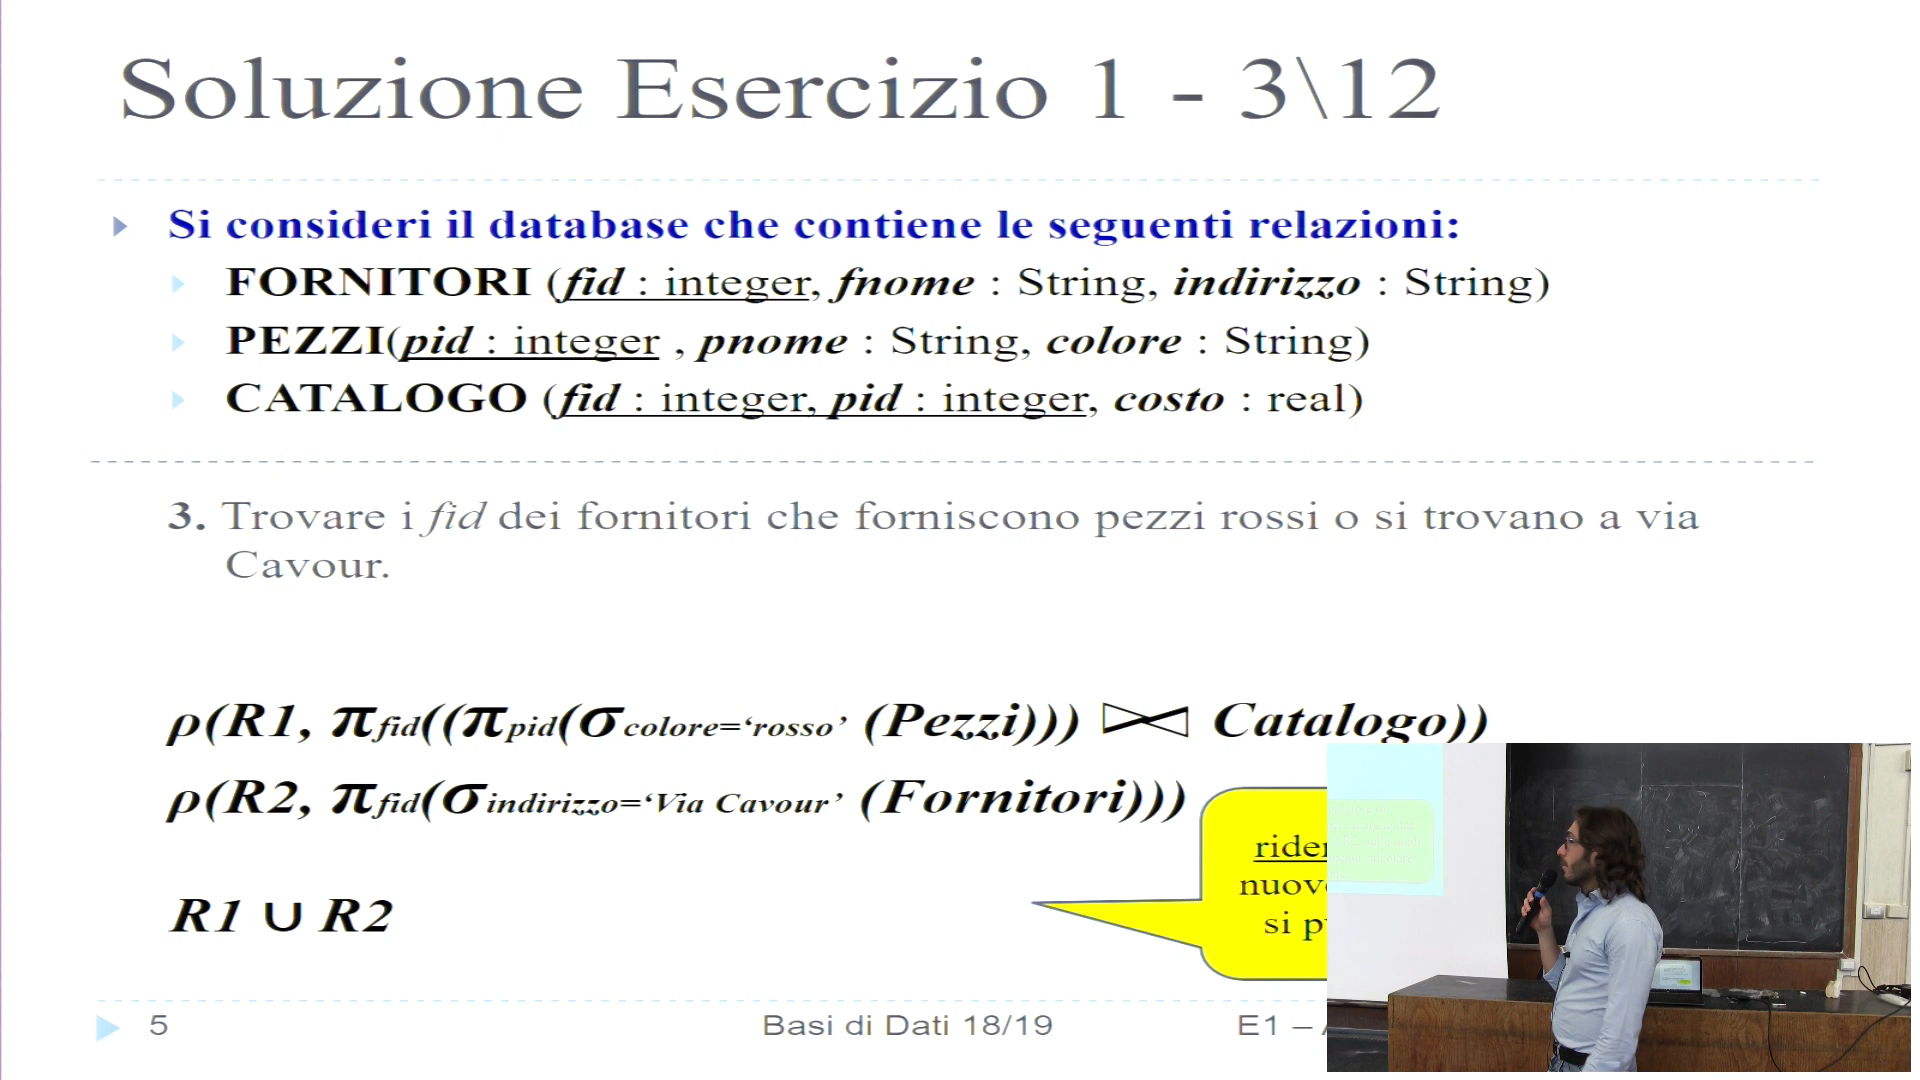 Soluzione Esercizio 1 - 3\12
Si consideri il database che contiene le seguenti relazioni:
FORNITORI (fid : integer, fnome : String, indirizzo : String)
PEZZI(pid : integer , pnome : String, colore : String)
CATALOGO (fid : integer, pid : integer, costo : real)
3. Trovare i fid dei fornitori che forniscono pezzi rossi o si trovano a via
Cavour.
ρ(R1, πfid((πpid(σcolore=‘rosso’ (Pezzi))) ⋈ Catalogo))
ρ(R2, πfid(σindirizzo=‘Via Cavour’ (Fornitori)))
R1 ∪ R2
si
5
Basi di Dati 18/19
E1 –